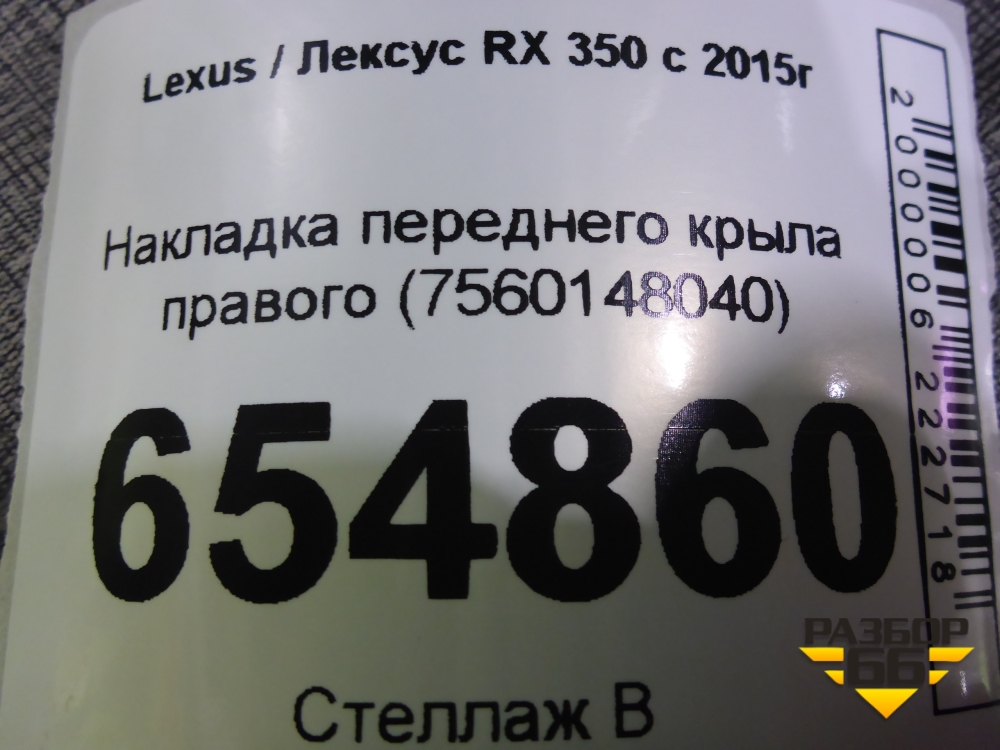 Lexus / Лексус RX 350 с 2015г
Накладка переднего крыла
правого (7560148040)
654860
Стеллаж В
2000006222718
РАЗБОР
66